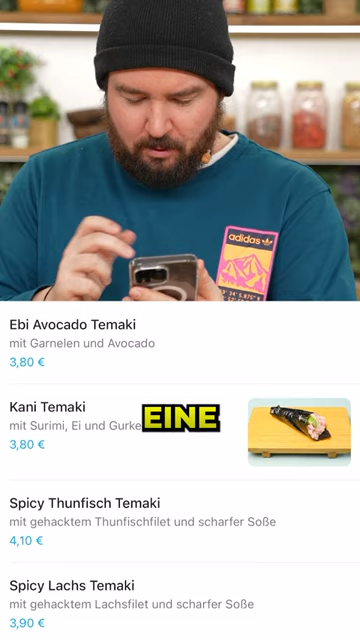 adidas
Ebi Avocado Temaki
mit Garnelen und Avocado
3,80 €
Kani Temaki
mit Surimi, Ei und Gurke
EINE
3,80 €
Spicy Thunfisch Temaki
mit gehacktem Thunfischfilet und scharfer Soße
4,10 €
Spicy Lachs Temaki
mit gehacktem Lachsfilet und scharfer Soße
3,90 €